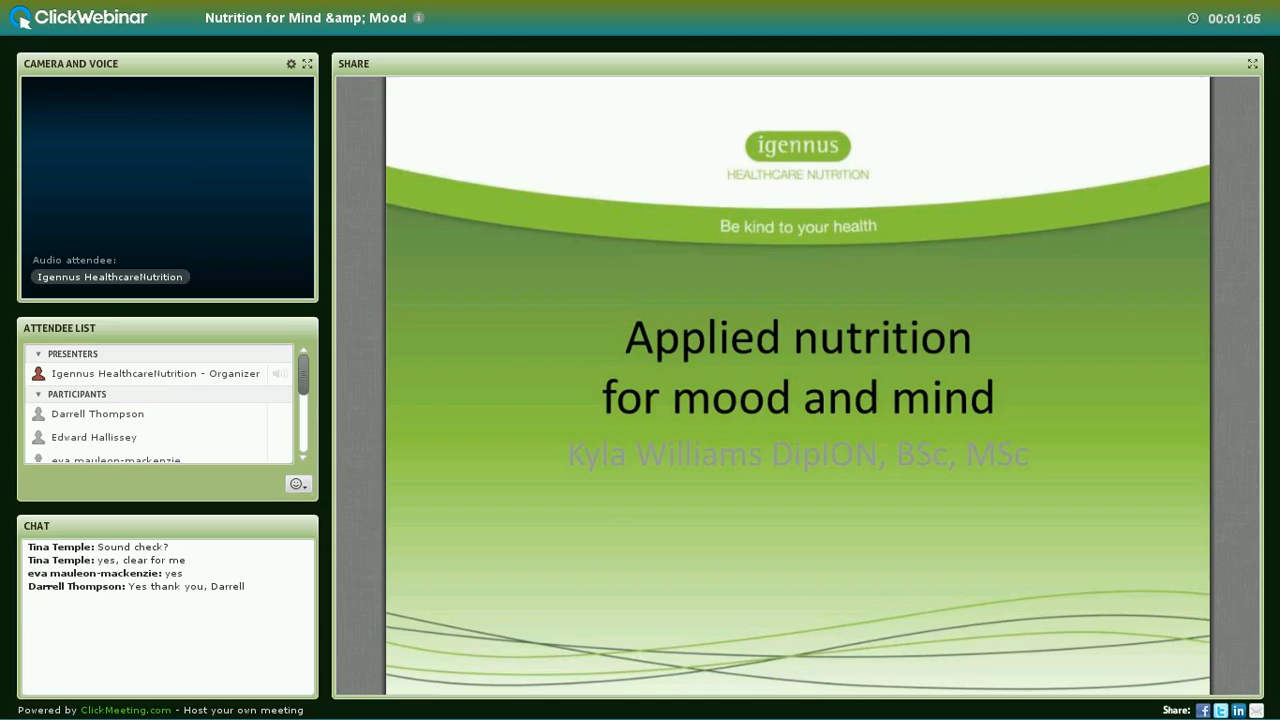 ClickWebinar
Nutrition for Mind &amp; Mood
00:01:05
CAMERA AND VOICE
Audio attendee:
Igennus HealthcareNutrition
ATTENDEE LIST
PRESENTERS
Igennus HealthcareNutrition - Organizer
PARTICIPANTS
Darrell Thompson
Edward Hallissey
eva mauleon-mackenzie
CHAT
Tina Temple: Sound check?
Tina Temple: yes, clear for me
eva mauleon-mackenzie: yes
Darrell Thompson: Yes thank you, Darrell
SHARE
igennus
HEALTHCARE NUTRITION
Be kind to your health
Applied nutrition
for mood and mind
Kyla Williams DipION, BSc, MSc
Powered by ClickMeeting.com - Host your own meeting
Share: